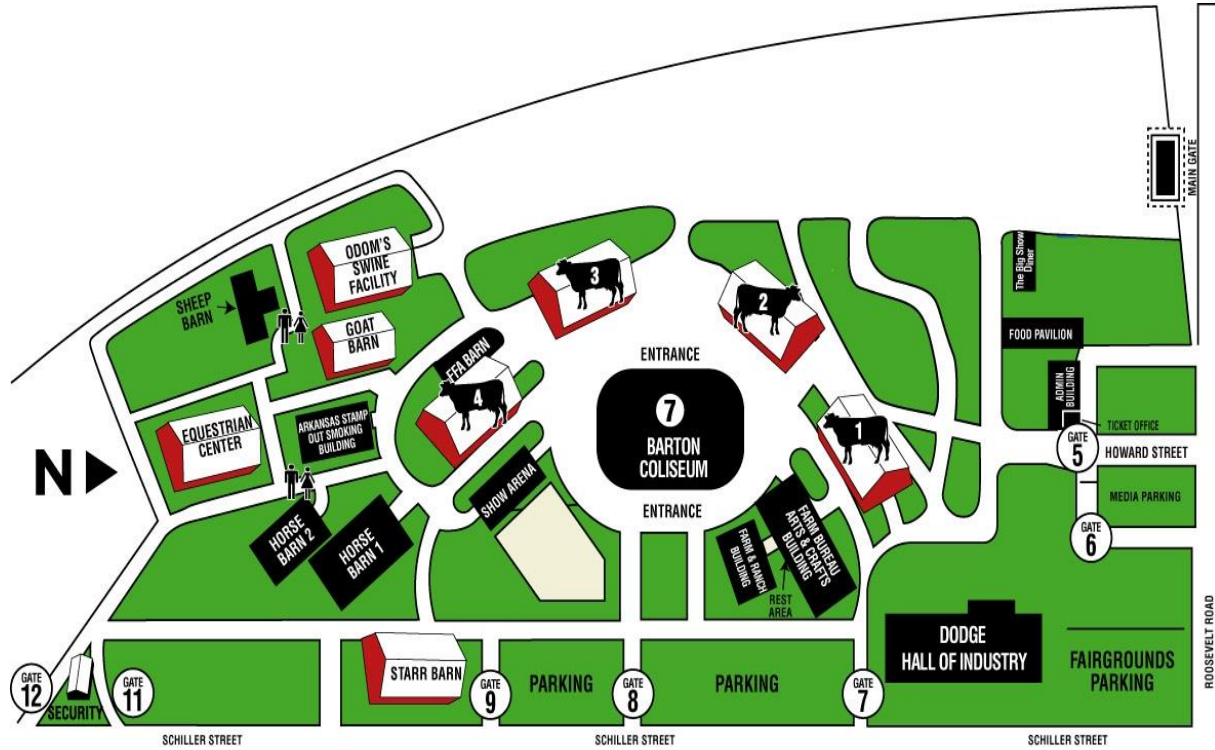 MAIN GATE
ODOM'S
SWINE
FACILITY
SHEEP
BARN
GOAT
BARN
3
2
The Big Show
Diner
FOOD PAVILION
ADMIN
BUILDING
TICKET OFFICE
GATE
5
HOWARD STREET
MEDIA PARKING
GATE
6
ENTRANCE
7
BARTON
COLISEUM
ENTRANCE
FFA BARN
4
1
EQUESTRIAN
CENTER
ARKANSAS STAMP
OUT SMOKING
BUILDING
N
SHOW ARENA
HORSE
BARN 2
HORSE
BARN 1
FARM & RANCH
BUILDING
FARM BUREAU
ARTS & CRAFTS
BUILDING
REST
AREA
DODGE
HALL OF INDUSTRY
FAIRGROUNDS
PARKING
ROOSEVELT ROAD
GATE
12
SECURITY
GATE
11
STARR BARN
GATE
9
PARKING
GATE
8
PARKING
GATE
7
SCHILLER STREET
SCHILLER STREET
SCHILLER STREET